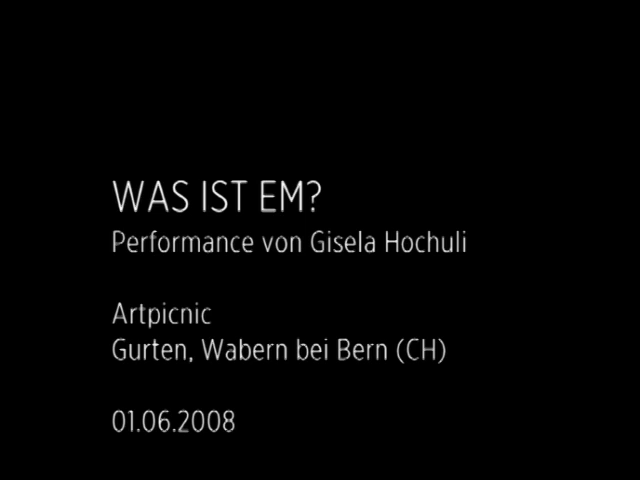 WAS IST EM?
Performance von Gisela Hochuli
Artpicnic
Gurten, Wabern bei Bern (CH)
01.06.2008